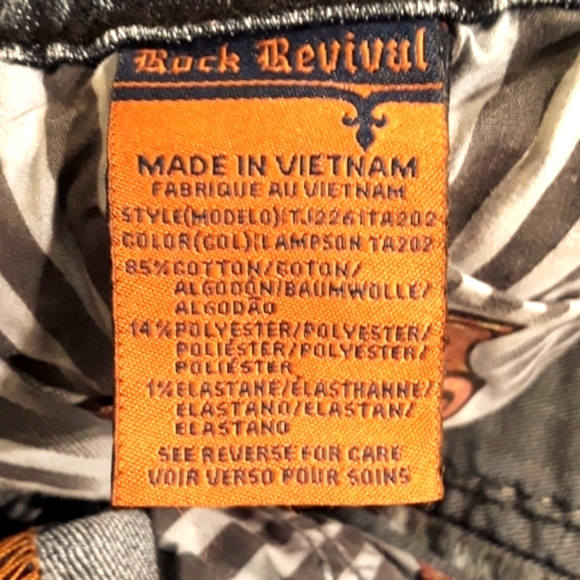 Rock Revival
MADE IN VIETNAM
FABRIQUE AU VIETNAM
STYLE(MODELO):TJ2261TA202
COLOR(COL):LAMPSON TA202
85%COTTON/COTON/
ALGODÓN/BAUMWOLLE/
ALGODÃO
14%POLYESTER/POLYESTER/
POLIÉSTER/POLYESTER/
POLIÉSTER
1%ELASTANE/ÉLASTHANNE/
ELASTANO/ELASTAN/
ELASTANO
SEE REVERSE FOR CARE
VOIR VERSO POUR SOINS